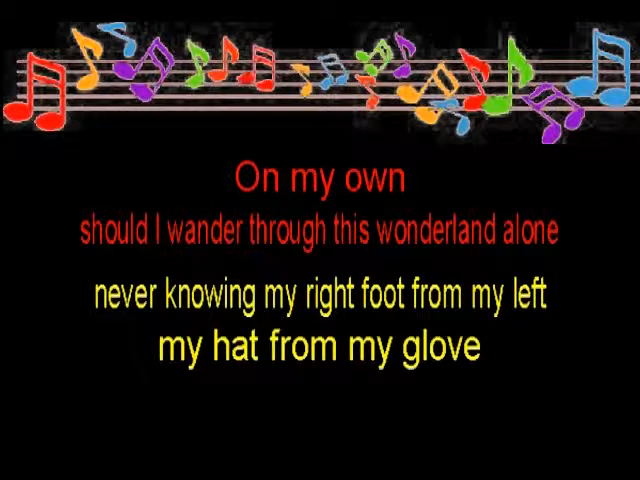 On my own
should I wander through this wonderland alone
never knowing my right foot from my left
my hat from my glove